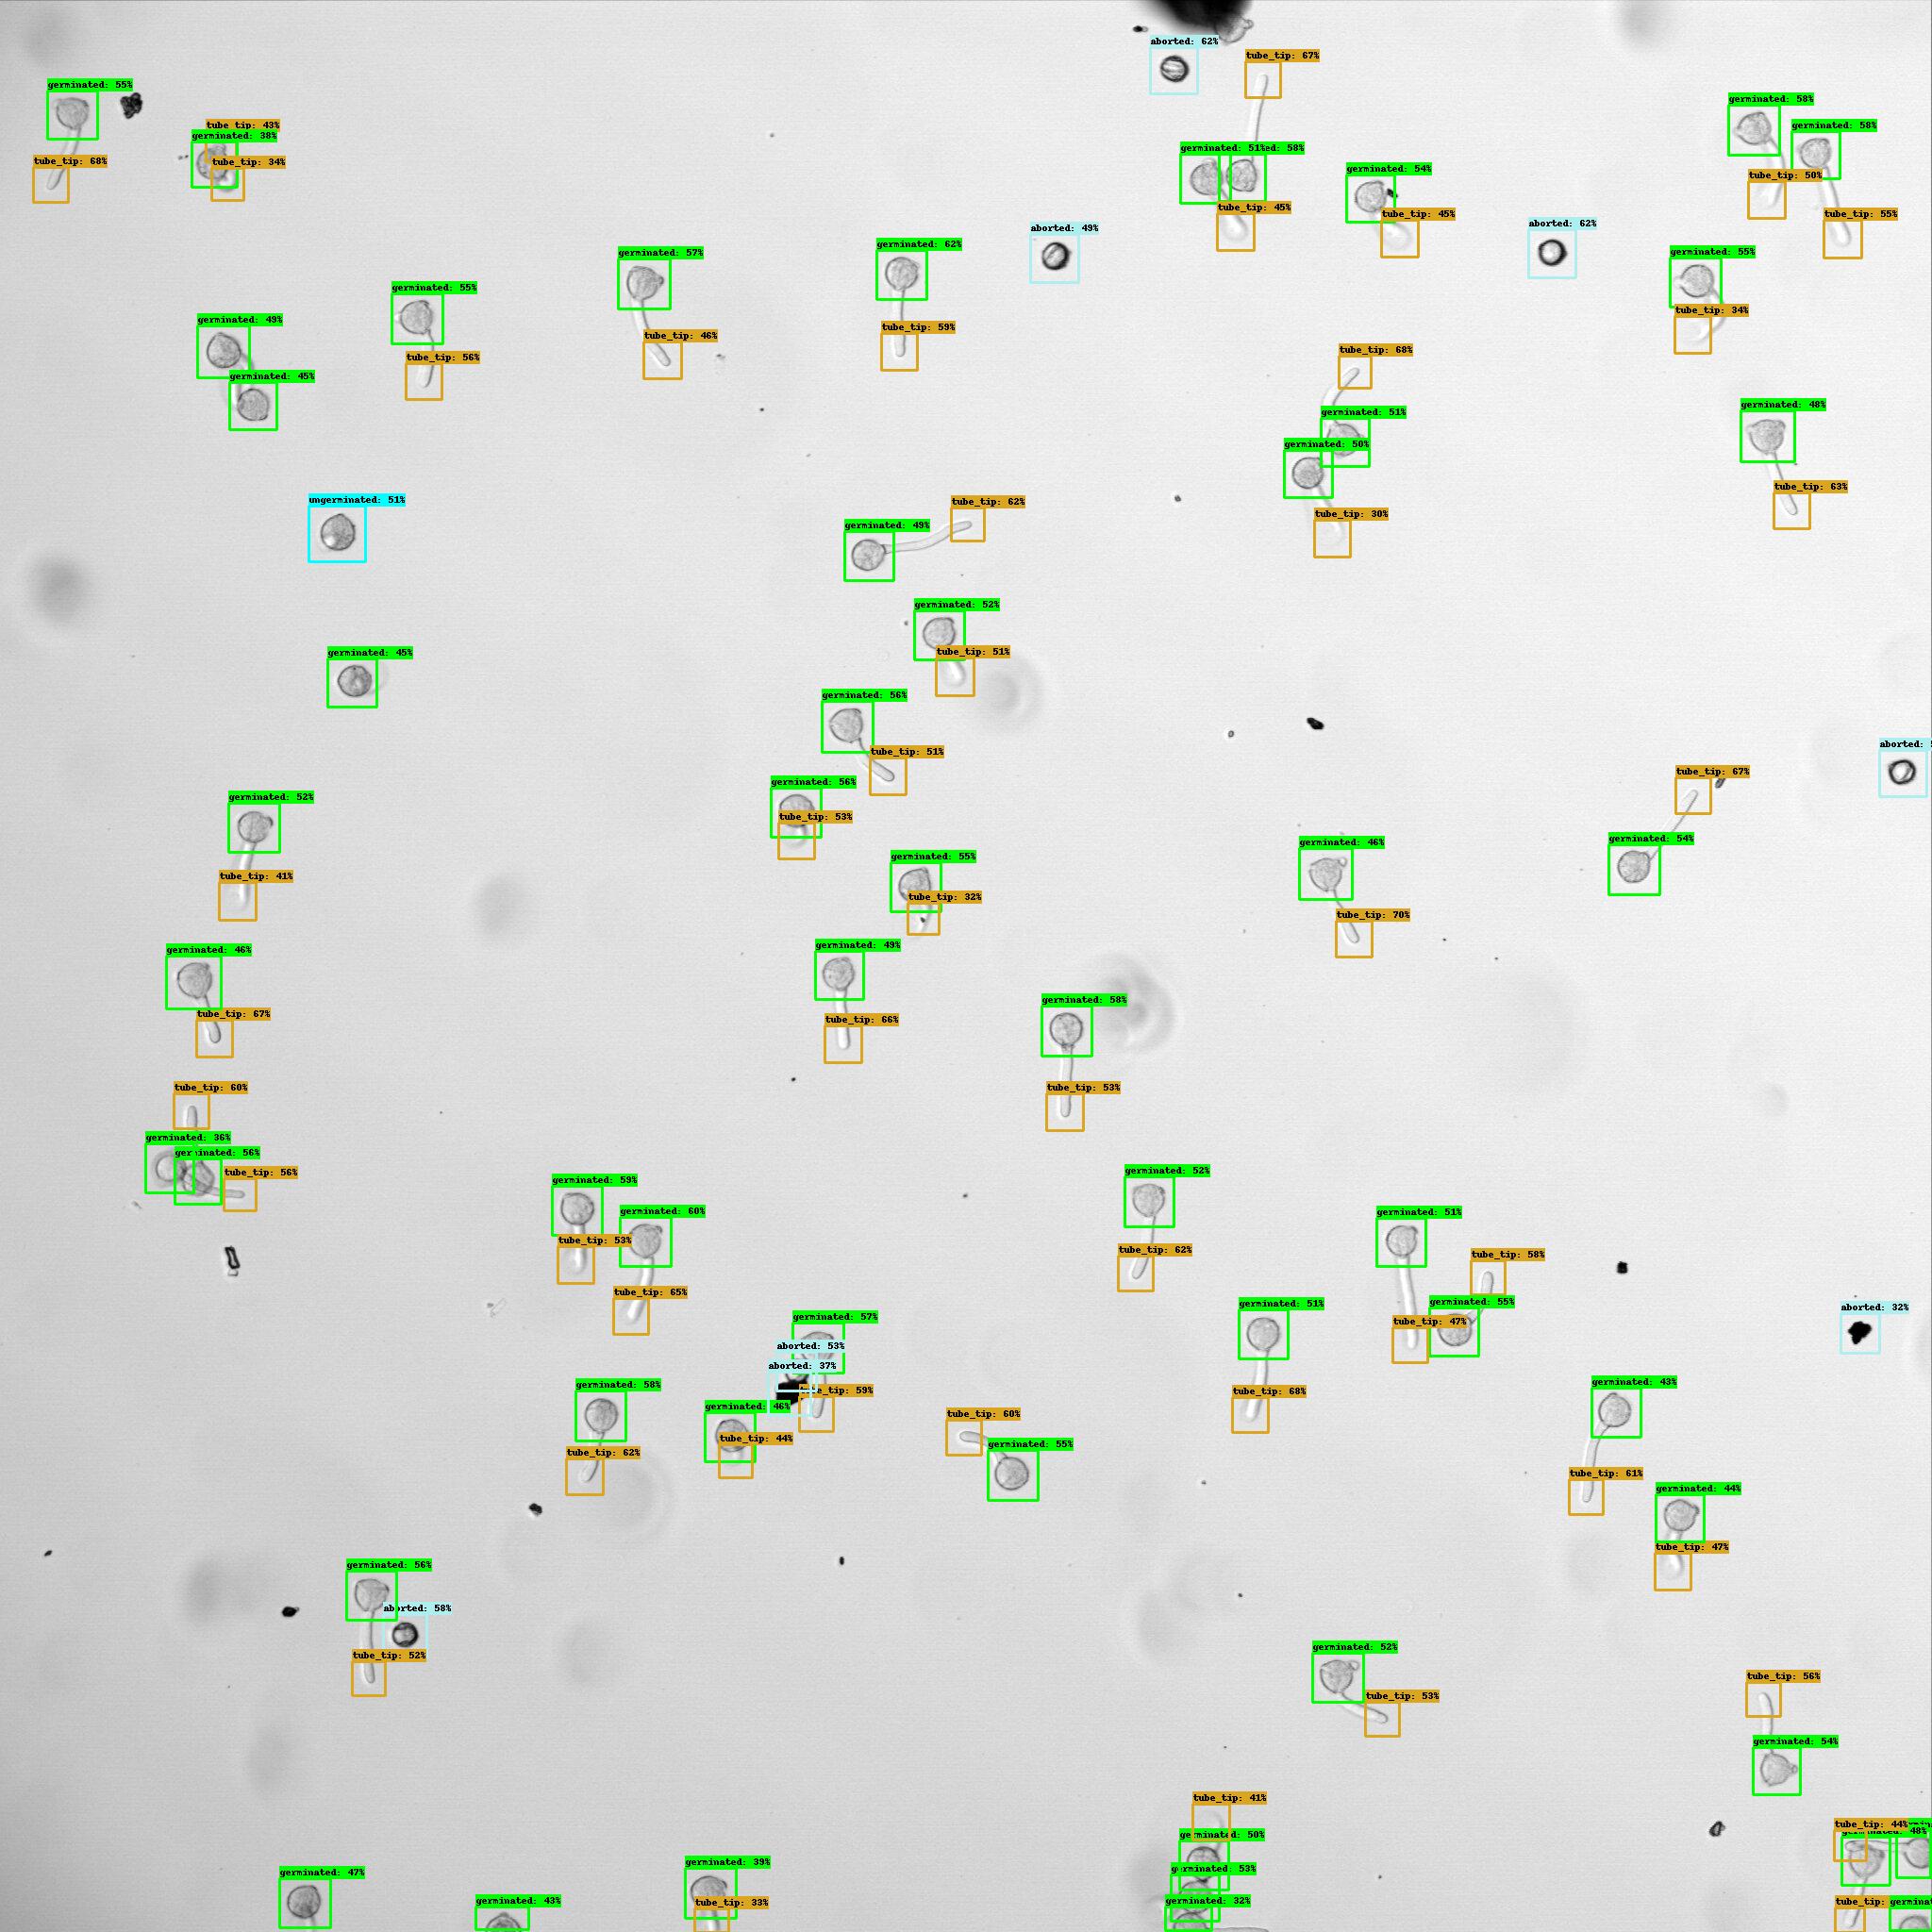 aborted: 62%
tube_tip: 67%
germinated: 55%
germinated: 58%
tube_tip: 43%
germinated: 58%
germinated: 38%
germinated: 51%
ed: 58%
tube_tip: 68%
tube_tip: 34%
germinated: 54%
tube_tip: 50%
tube_tip: 45%
tube_tip: 45%
tube_tip: 55%
aborted: 49%
aborted: 62%
germinated: 57%
germinated: 62%
germinated: 55%
germinated: 55%
tube_tip: 34%
germinated: 49%
tube_tip: 46%
tube_tip: 59%
tube_tip: 56%
tube_tip: 68%
germinated: 45%
germinated: 51%
germinated: 48%
germinated: 50%
tube_tip: 63%
ungerminated: 51%
tube_tip: 62%
tube_tip: 30%
germinated: 49%
germinated: 52%
germinated: 45%
tube_tip: 51%
germinated: 56%
aborted:
tube_tip: 51%
tube_tip: 67%
germinated: 56%
germinated: 52%
tube_tip: 53%
germinated: 46%
germinated: 54%
germinated: 55%
tube_tip: 41%
tube_tip: 32%
tube_tip: 70%
germinated: 46%
germinated: 49%
germinated: 58%
tube_tip: 67%
tube_tip: 66%
tube_tip: 60%
tube_tip: 53%
germinated: 36%
germinated: 56%
tube_tip: 56%
germinated: 52%
germinated: 59%
germinated: 60%
germinated: 51%
tube_tip: 53%
tube_tip: 62%
tube_tip: 58%
tube_tip: 65%
germinated: 51%
germinated: 55%
aborted: 32%
germinated: 57%
tube_tip: 47%
aborted: 53%
aborted: 37%
germinated: 58%
tip: 59%
tube_tip: 68%
germinated: 43%
germinated: 46%
tube_tip: 60%
tube_tip: 44%
germinated: 55%
tube_tip: 62%
tube_tip: 61%
germinated: 44%
tube_tip: 47%
germinated: 56%
aborted: 58%
tube_tip: 52%
germinated: 52%
tube_tip: 56%
tube_tip: 53%
germinated: 54%
tube_tip: 41%
tube_tip: 44%
germinated: 50%
48%
germinated: 39%
germinated: 53%
germinated: 47%
tube_tip: 33%
germinated: 43%
germinated: 32%
tube_tip: